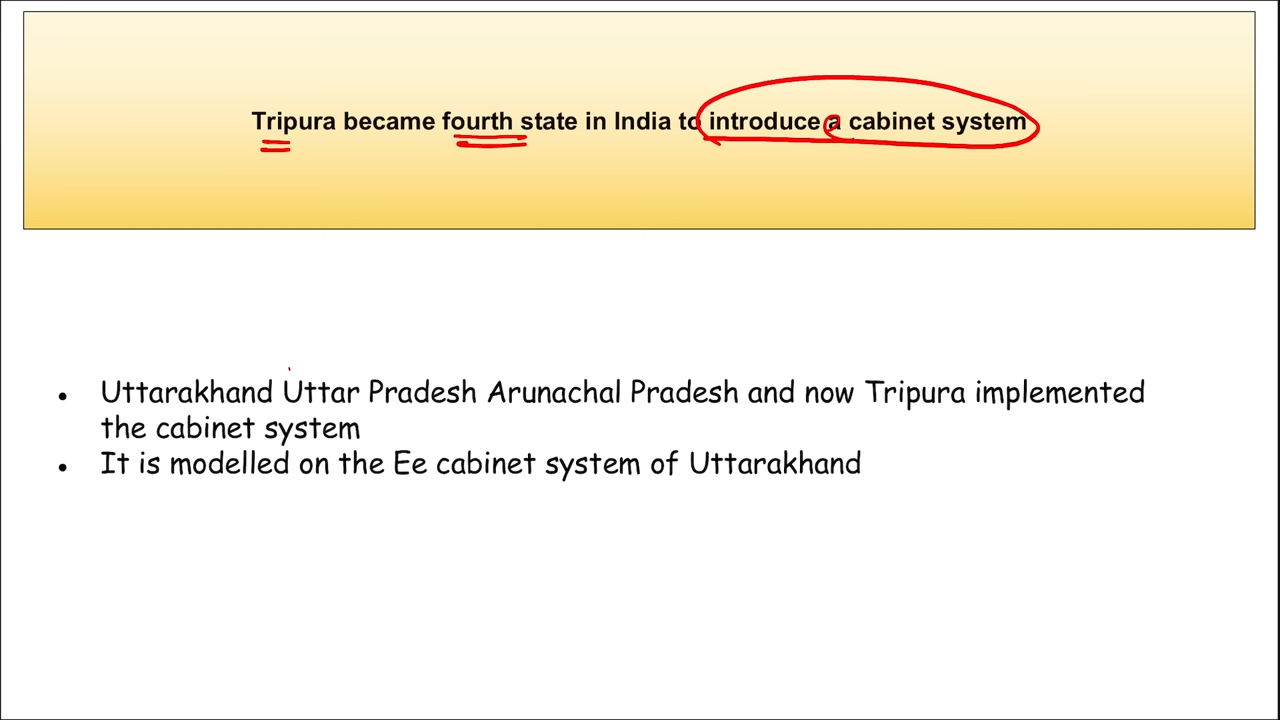 Tripura became fourth state in India to introduce a cabinet system
Uttarakhand Uttar Pradesh Arunachal Pradesh and now Tripura implemented
the cabinet system
It is modelled on the Ee cabinet system of Uttarakhand